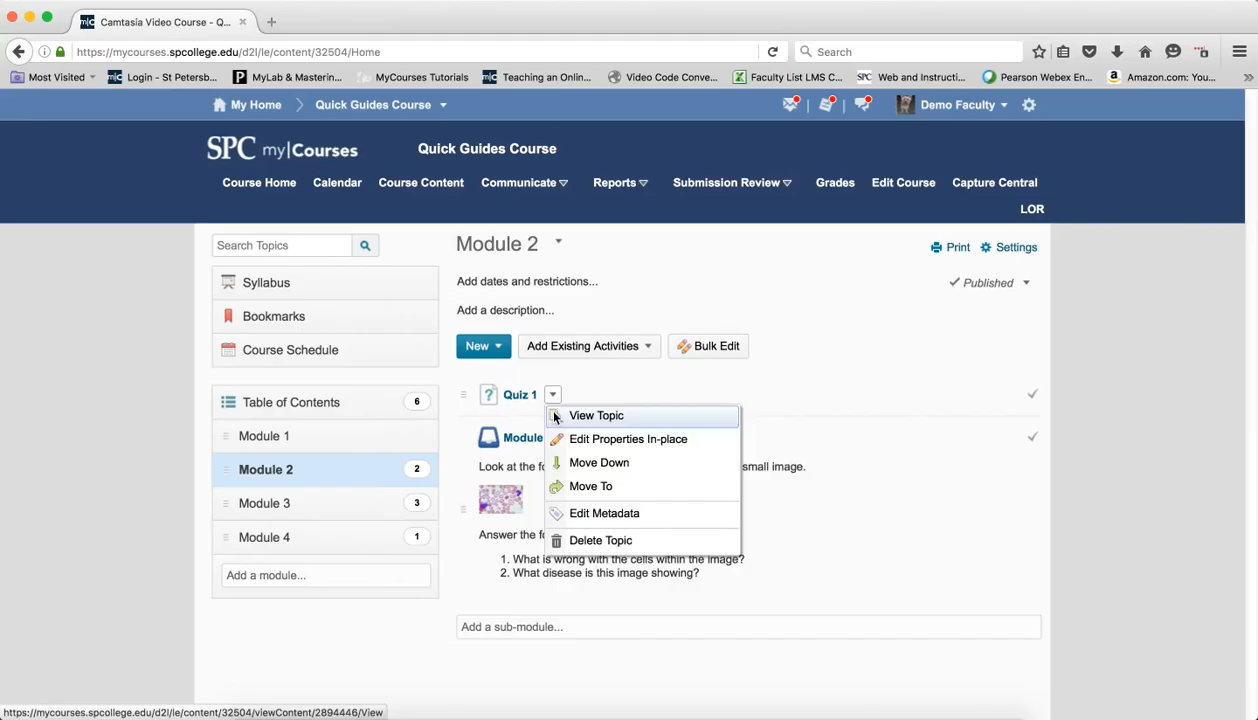 Camtasia Video Course - Q...
https://mycourses.spcollege.edu/d2l/le/content/32504/Home
Search
Most Visited
Login - St Petersb...
MyLab & Masterin...
MyCourses Tutorials
Teaching an Online...
Video Code Conve...
Faculty List LMS C...
Web and Instructi...
Pearson Webex En...
Amazon.com: You...
My Home
Quick Guides Course
Demo Faculty
SPC my|Courses
Quick Guides Course
Course Home
Calendar
Course Content
Communicate
Reports
Submission Review
Grades
Edit Course
Capture Central
LOR
Search Topics
Syllabus
Bookmarks
Course Schedule
Table of Contents 6
Module 1
Module 2 2
Module 3 3
Module 4 1
Add a module...
Module 2
Print
Settings
Add dates and restrictions...
Published
Add a description...
New
Add Existing Activities
Bulk Edit
Quiz 1
View Topic
Edit Properties In-place
Move Down
Move To
Edit Metadata
Delete Topic
Module
Look at the fo
small image.
Answer the fo
1. What is wrong with the cells within the image?
2. What disease is this image showing?
Add a sub-module...
https://mycourses.spcollege.edu/d2l/le/content/32504/viewContent/2894446/View